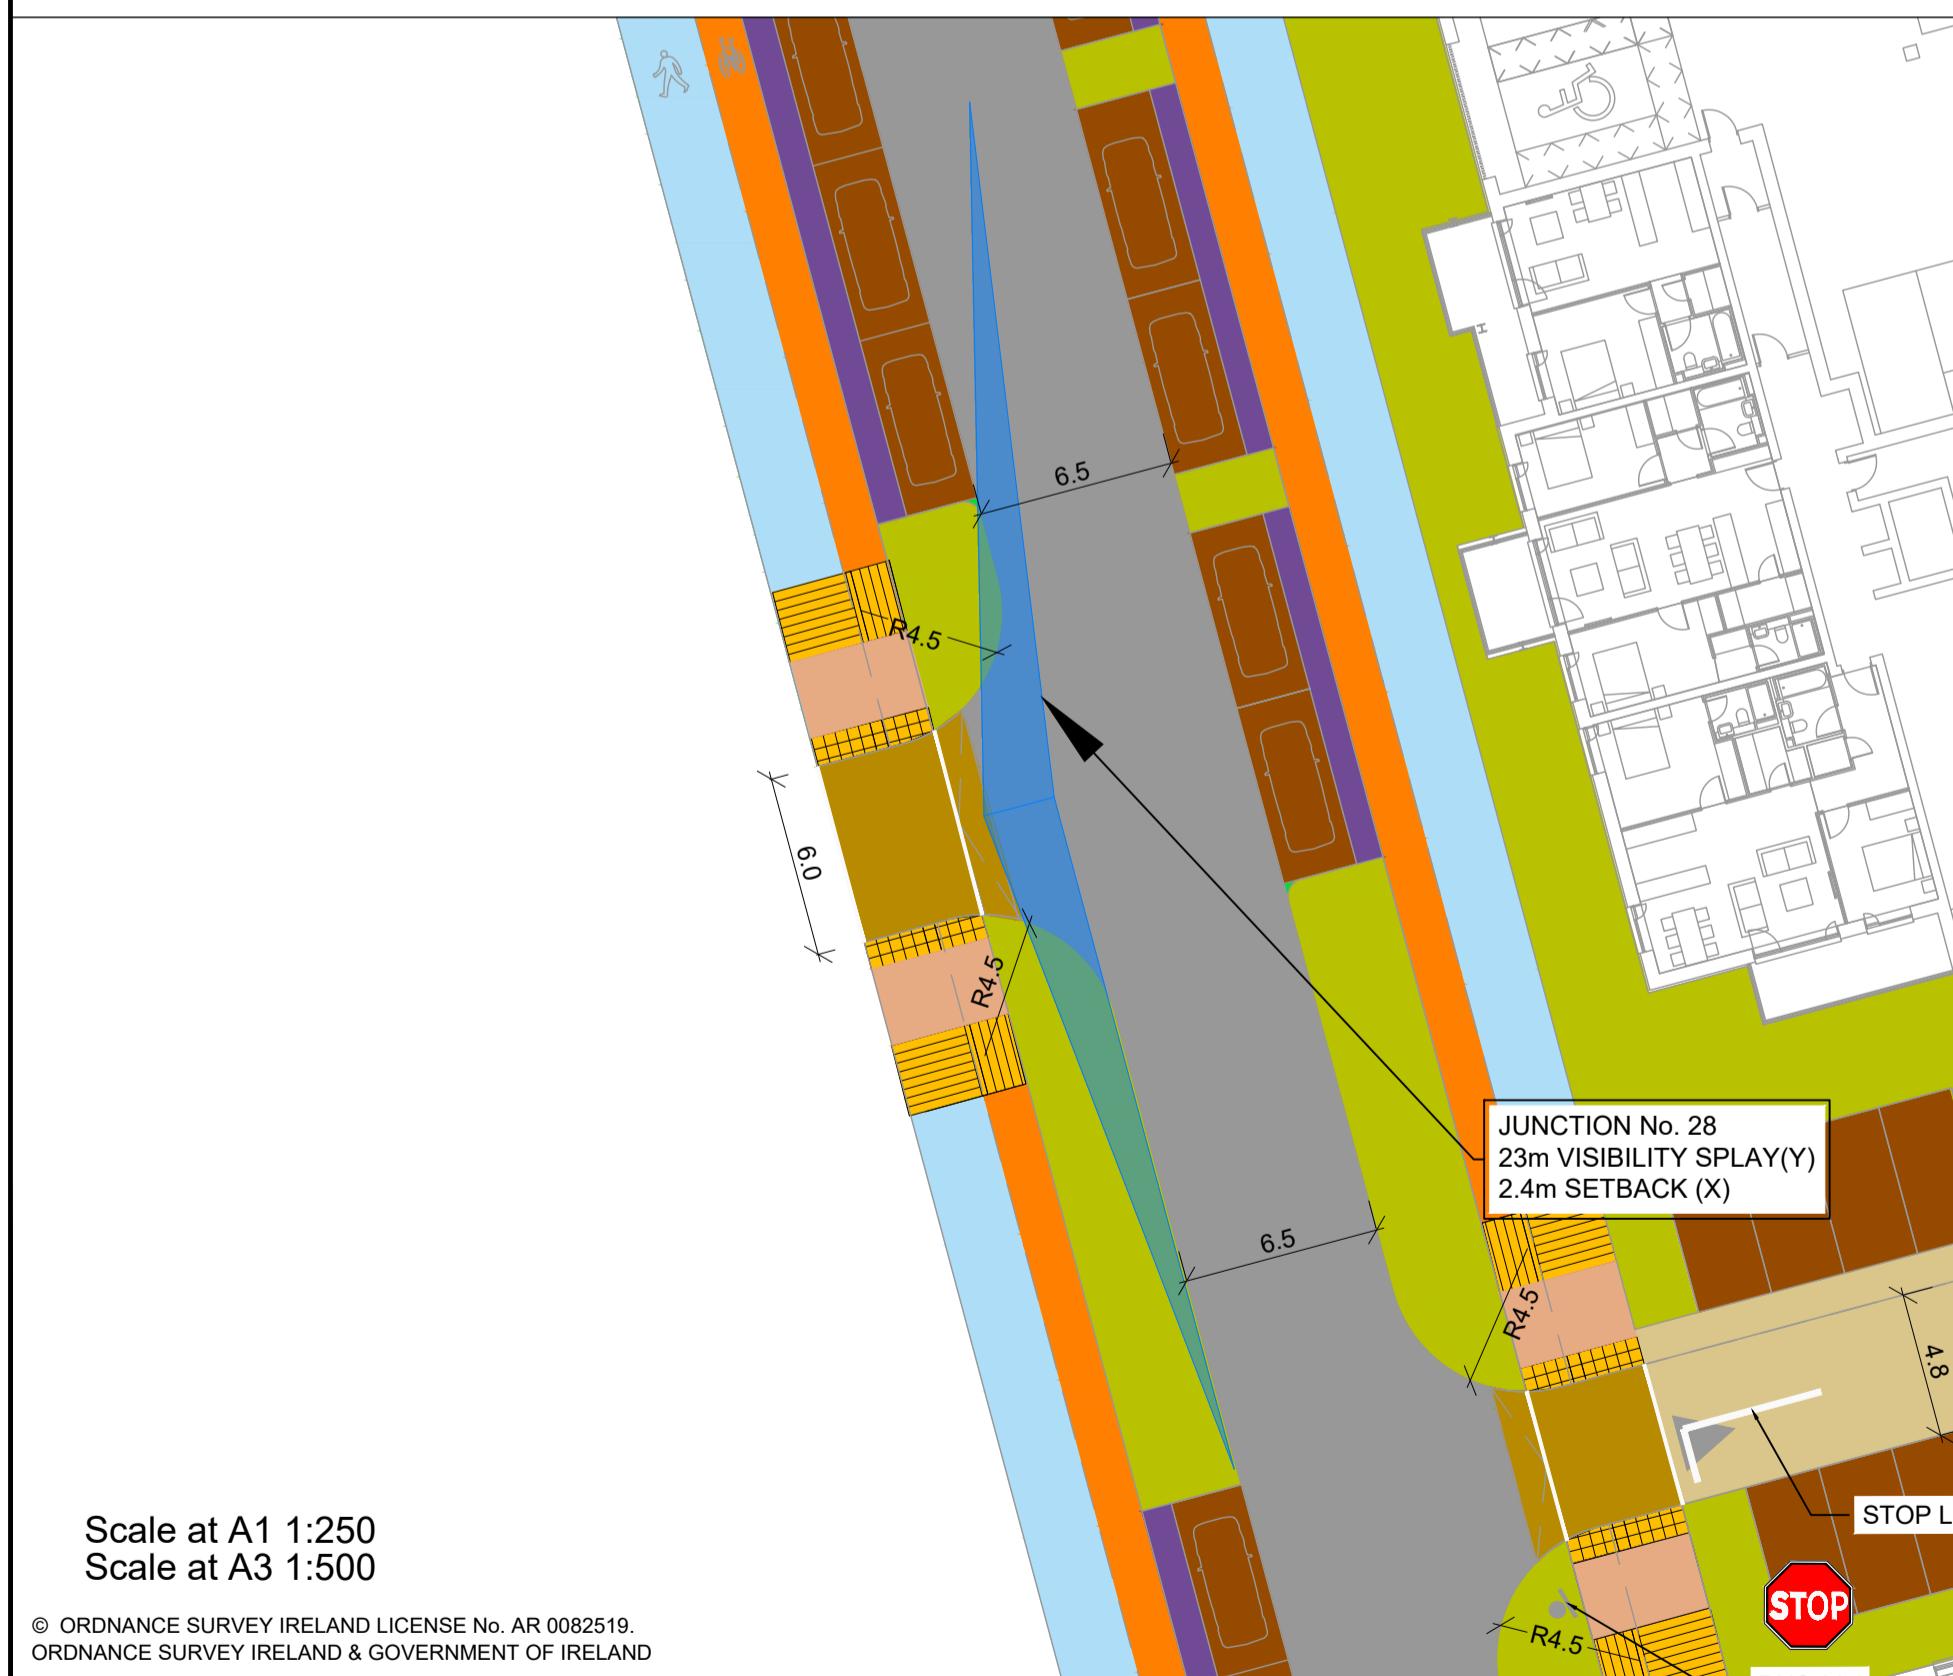 6.5
R4.5
6.0
R4.5
JUNCTION No. 28
23m VISIBILITY SPLAY(Y)
2.4m SETBACK (X)
6.5
R4.5
4.8
STOP L
Scale at A1 1:250
Scale at A3 1:500
STOP
R4.5
© ORDNANCE SURVEY IRELAND LICENSE No. AR 0082519.
ORDNANCE SURVEY IRELAND & GOVERNMENT OF IRELAND